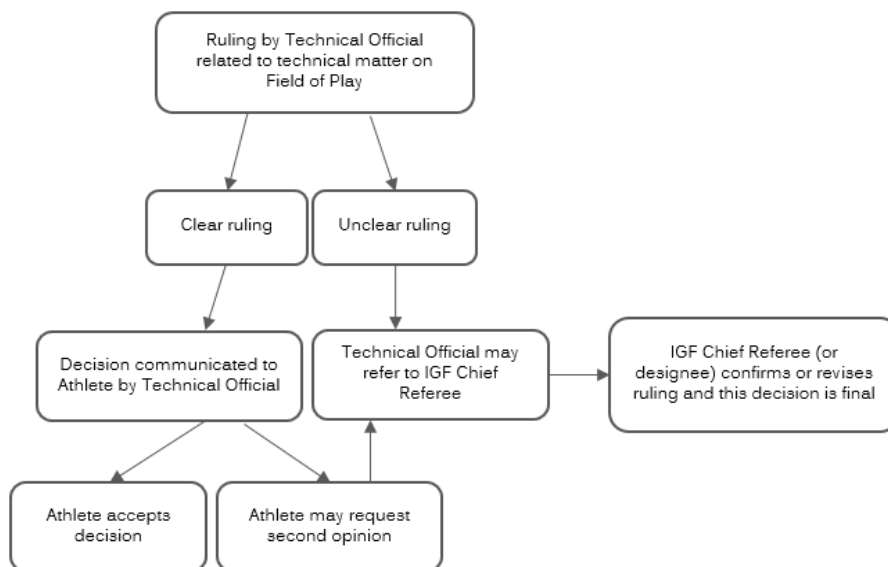 Ruling by Technical Official
related to technical matter on
Field of Play
Clear ruling
Unclear ruling
Decision communicated to
Athlete by Technical Official
Technical Official may
refer to IGF Chief
Referee
IGF Chief Referee (or
designee) confirms or revises
ruling and this decision is final
Athlete accepts
decision
Athlete may request
second opinion